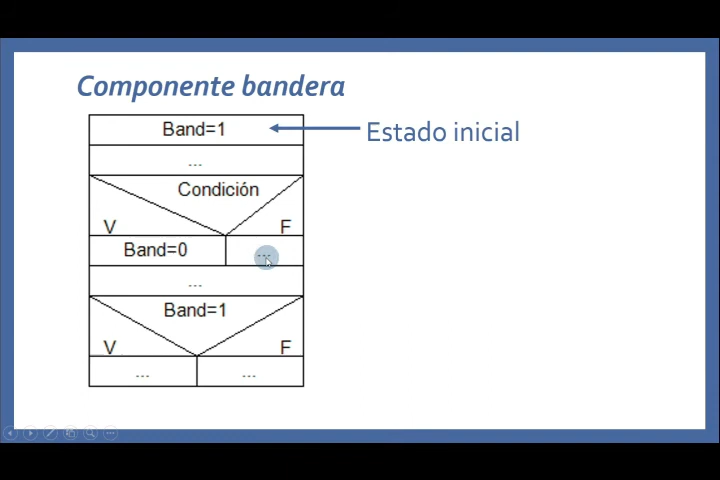 Componente bandera
Band=1
Estado inicial
...
Condición
V F
Band=0 ...
...
Band=1
V F
... ...